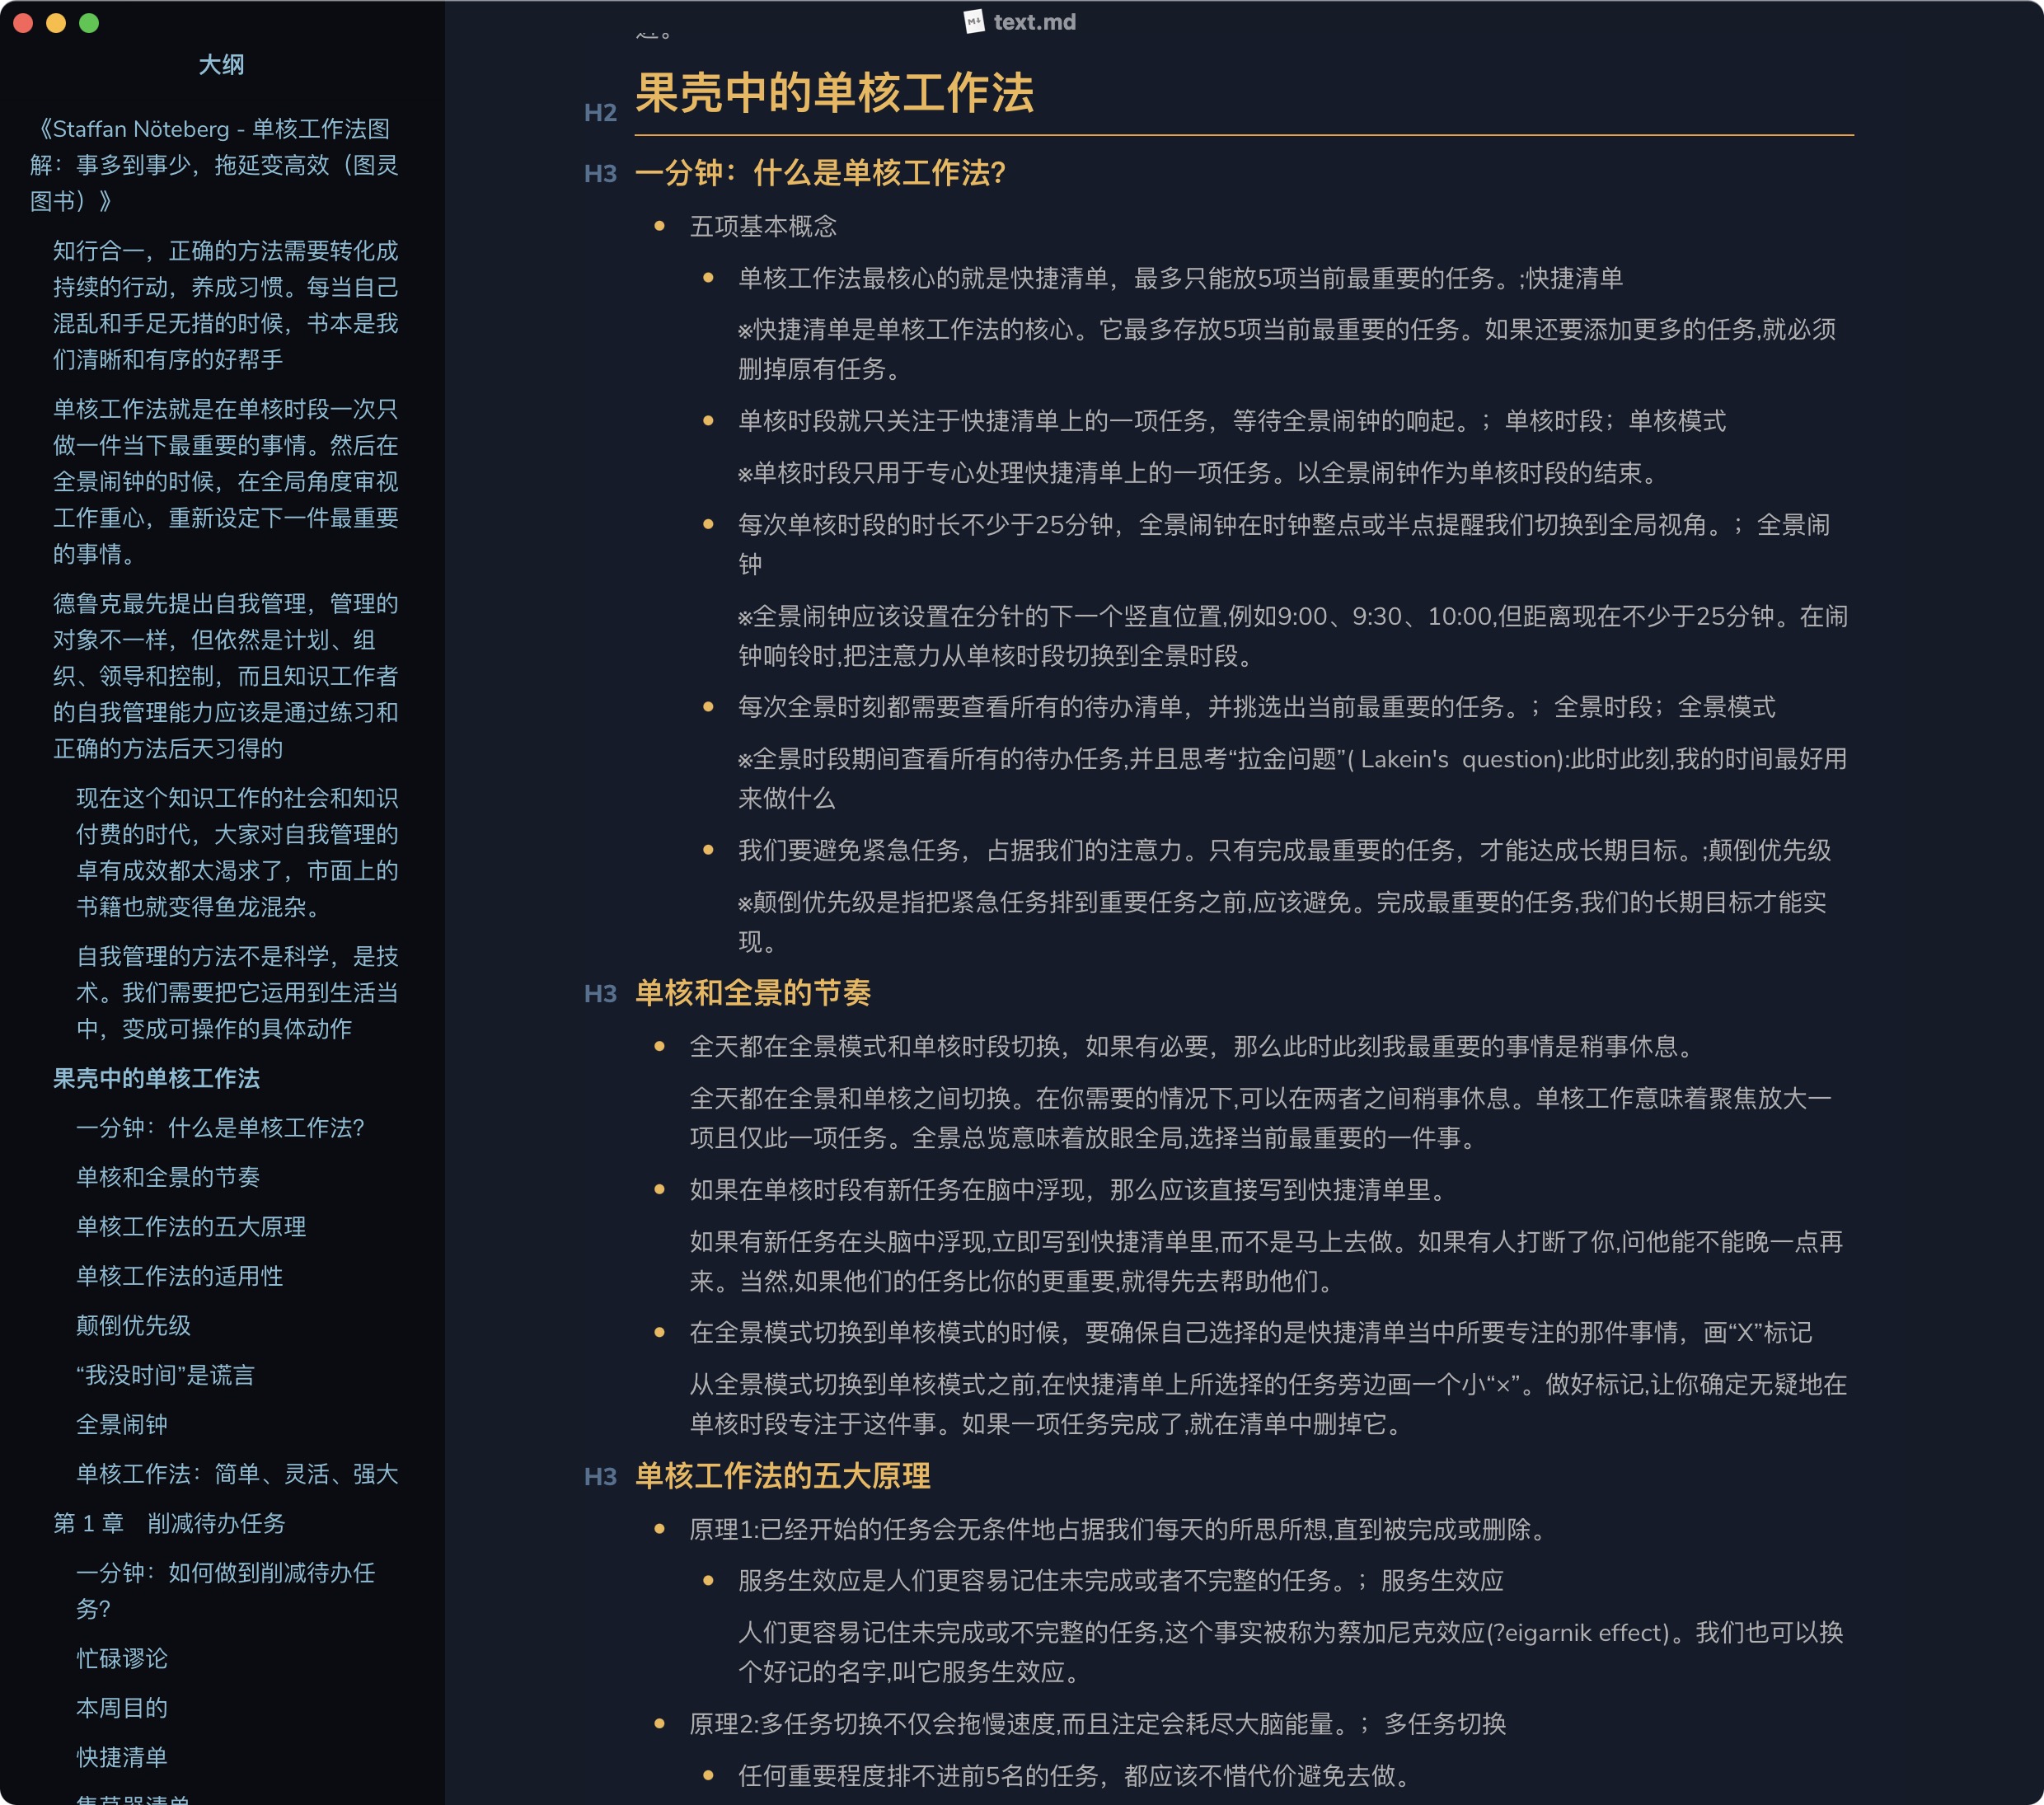 text.md
大纲
《Staffan Nöteberg - 单核工作法图
解：事多到事少，拖延变高效（图灵
图书）》
知行合一，正确的方法需要转化成
持续的行动，养成习惯。每当自己
混乱和手足无措的时候，书本是我
们清晰和有序的好帮手
单核工作法就是在单核时段一次只
做一件当下最重要的事情。然后在
全景闹钟的时候，在全局角度审视
工作重心，重新设定下一件最重要
的事情。
德鲁克最先提出自我管理，管理的
对象不一样，但依然是计划、组
织、领导和控制，而且知识工作者
的自我管理能力应该是通过练习和
正确的方法后天习得的
现在这个知识工作的社会和知识
付费的时代，大家对自我管理的
卓有成效都太渴求了，市面上的
书籍也就变得鱼龙混杂。
自我管理的方法不是科学，是技
术。我们需要把它运用到生活当
中，变成可操作的具体动作
果壳中的单核工作法
一分钟：什么是单核工作法？
单核和全景的节奏
单核工作法的五大原理
单核工作法的适用性
颠倒优先级
“我没时间”是谎言
全景闹钟
单核工作法：简单、灵活、强大
第 1 章　削减待办任务
一分钟：如何做到削减待办任
务？
忙碌谬论
本周目的
快捷清单
H2 果壳中的单核工作法
H3 一分钟：什么是单核工作法？
五项基本概念
单核工作法最核心的就是快捷清单，最多只能放5项当前最重要的任务。;快捷清单
※快捷清单是单核工作法的核心。它最多存放5项当前最重要的任务。如果还要添加更多的任务,就必须
删掉原有任务。
单核时段就只关注于快捷清单上的一项任务，等待全景闹钟的响起。；单核时段；单核模式
※单核时段只用于专心处理快捷清单上的一项任务。以全景闹钟作为单核时段的结束。
每次单核时段的时长不少于25分钟，全景闹钟在时钟整点或半点提醒我们切换到全局视角。；全景闹
钟
※全景闹钟应该设置在分针的下一个竖直位置,例如9:00、9:30、10:00,但距离现在不少于25分钟。在闹
钟响铃时,把注意力从单核时段切换到全景时段。
每次全景时刻都需要查看所有的待办清单，并挑选出当前最重要的任务。；全景时段；全景模式
※全景时段期间查看所有的待办任务,并且思考“拉金问题”( Lakein's question):此时此刻,我的时间最好用
来做什么
我们要避免紧急任务，占据我们的注意力。只有完成最重要的任务，才能达成长期目标。;颠倒优先级
※颠倒优先级是指把紧急任务排到重要任务之前,应该避免。完成最重要的任务,我们的长期目标才能实
现。
H3 单核和全景的节奏
全天都在全景模式和单核时段切换，如果有必要，那么此时此刻我最重要的事情是稍事休息。
全天都在全景和单核之间切换。在你需要的情况下,可以在两者之间稍事休息。单核工作意味着聚焦放大一
项且仅此一项任务。全景总览意味着放眼全局,选择当前最重要的一件事。
如果在单核时段有新任务在脑中浮现，那么应该直接写到快捷清单里。
如果有新任务在头脑中浮现,立即写到快捷清单里,而不是马上去做。如果有人打断了你,问他能不能晚一点再
来。当然,如果他们的任务比你的更重要,就得先去帮助他们。
在全景模式切换到单核模式的时候，要确保自己选择的是快捷清单当中所要专注的那件事情，画“X”标记
从全景模式切换到单核模式之前,在快捷清单上所选择的任务旁边画一个小“×”。做好标记,让你确定无疑地在
单核时段专注于这件事。如果一项任务完成了,就在清单中删掉它。
H3 单核工作法的五大原理
原理1:已经开始的任务会无条件地占据我们每天的所思所想,直到被完成或删除。
服务生效应是人们更容易记住未完成或者不完整的任务。；服务生效应
人们更容易记住未完成或不完整的任务,这个事实被称为蔡加尼克效应(?eigarnik effect)。我们也可以换
个好记的名字,叫它服务生效应。
原理2:多任务切换不仅会拖慢速度,而且注定会耗尽大脑能量。；多任务切换
任何重要程度排不进前5名的任务，都应该不惜代价避免去做。